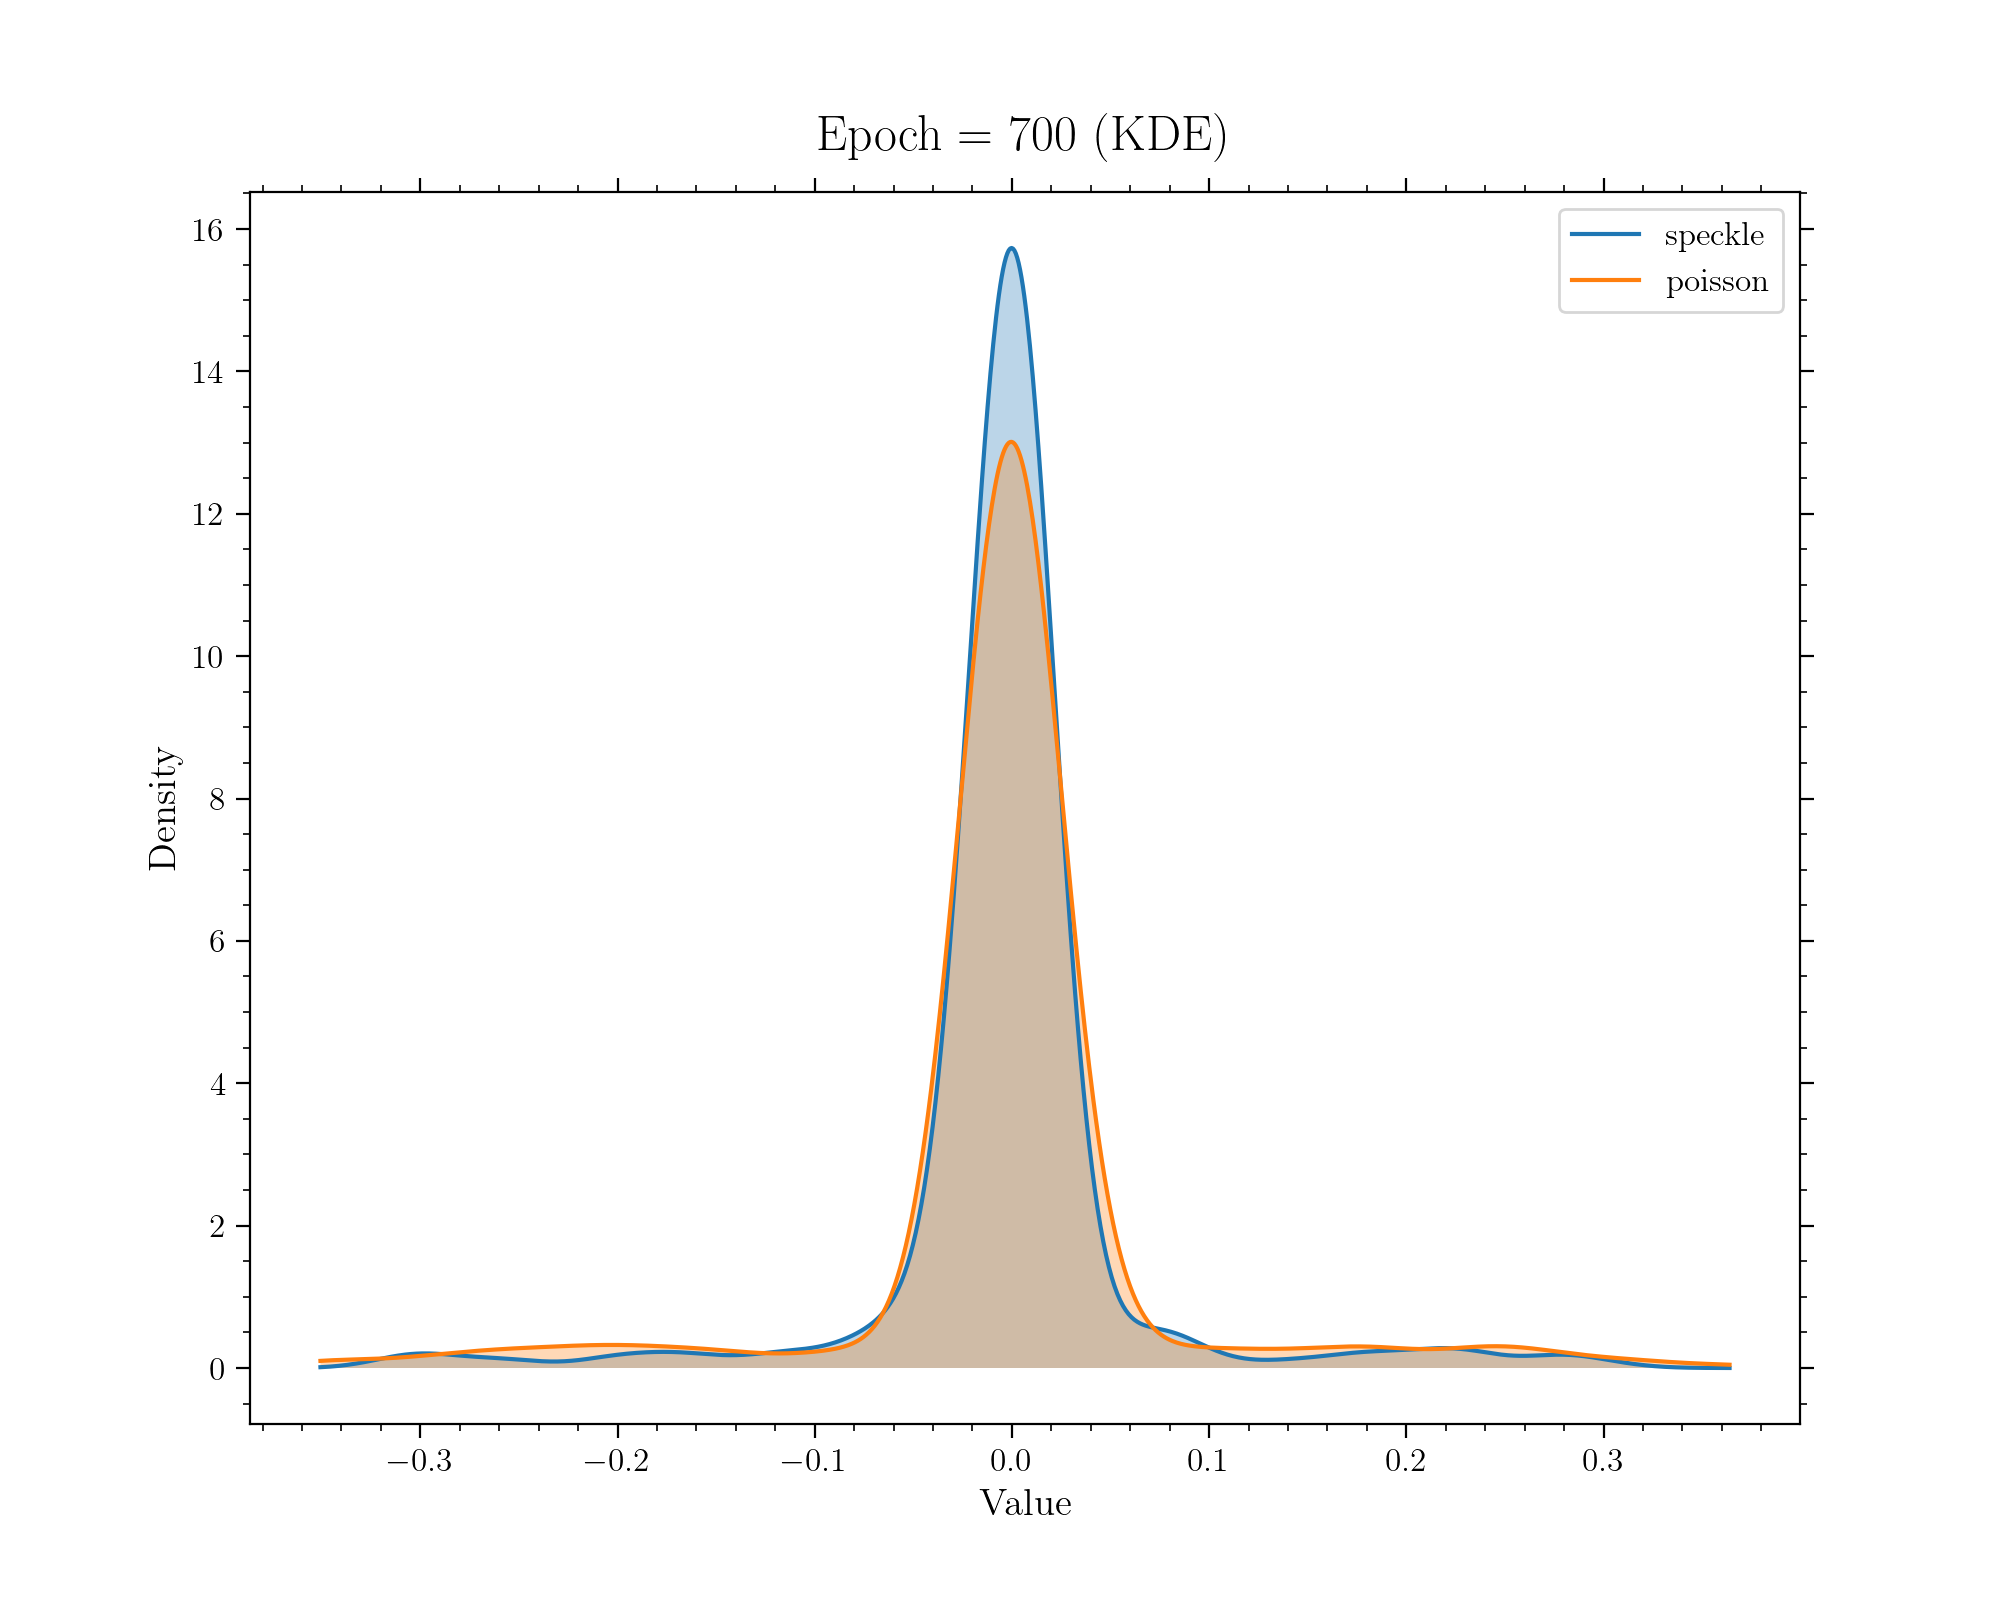 Epoch = 700 (KDE)
speckle
poisson
16
14
12
10
8
6
4
2
0
Density
−0.3 −0.2 −0.1 0.0 0.1 0.2 0.3
Value